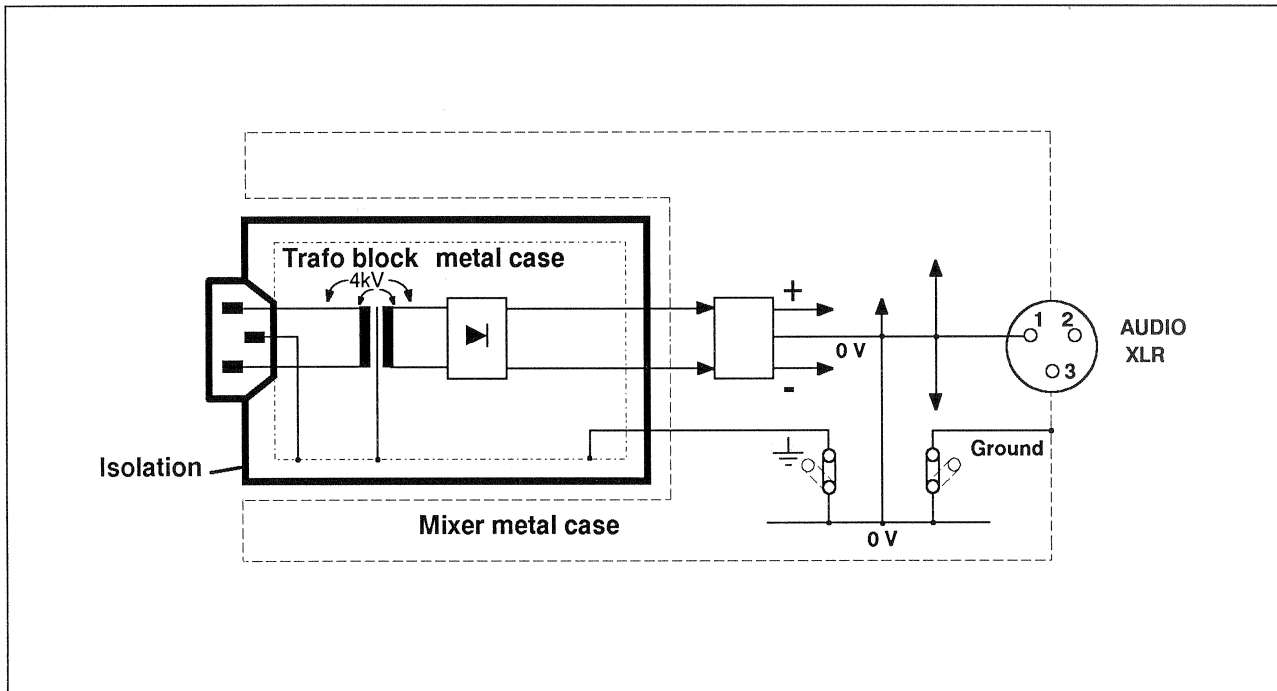 Trafo block metal case
4kV
+
0 V
-
1 2
3
AUDIO
XLR
Isolation
Ground
Mixer metal case
0 V